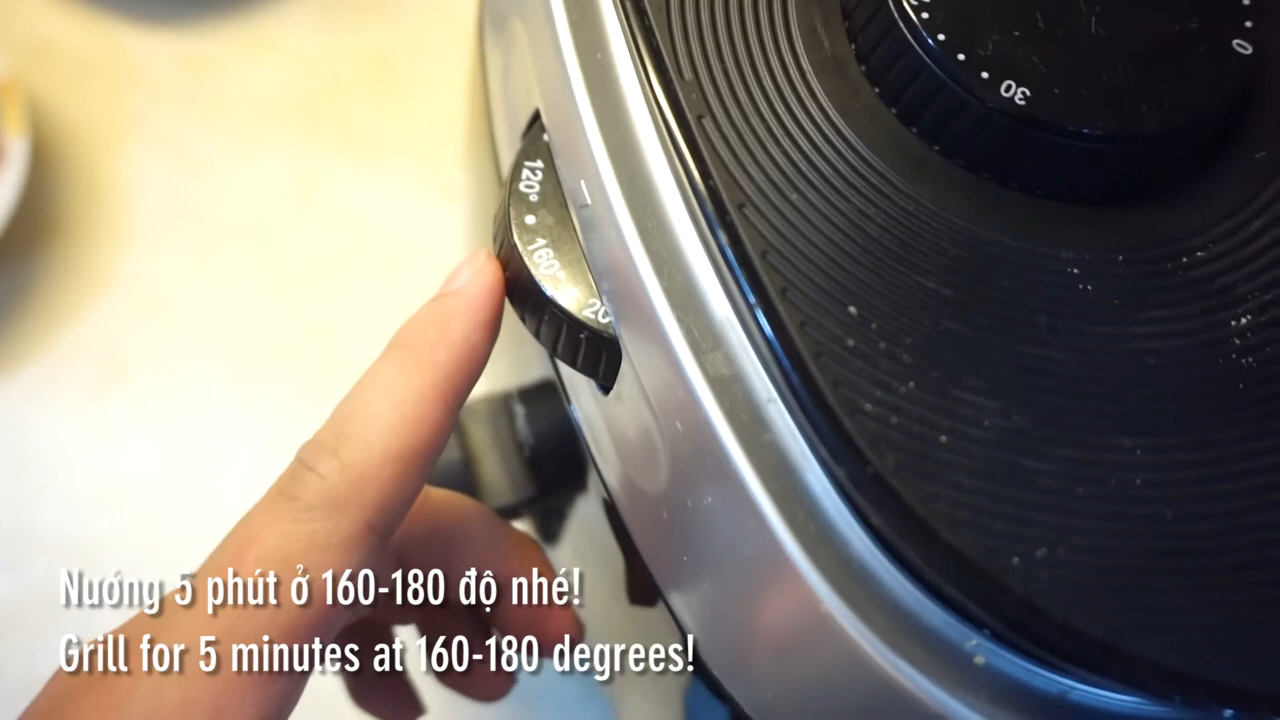 0
30
120°
160°
20
Nướng 5 phút ở 160-180 độ nhé!
Grill for 5 minutes at 160-180 degrees!